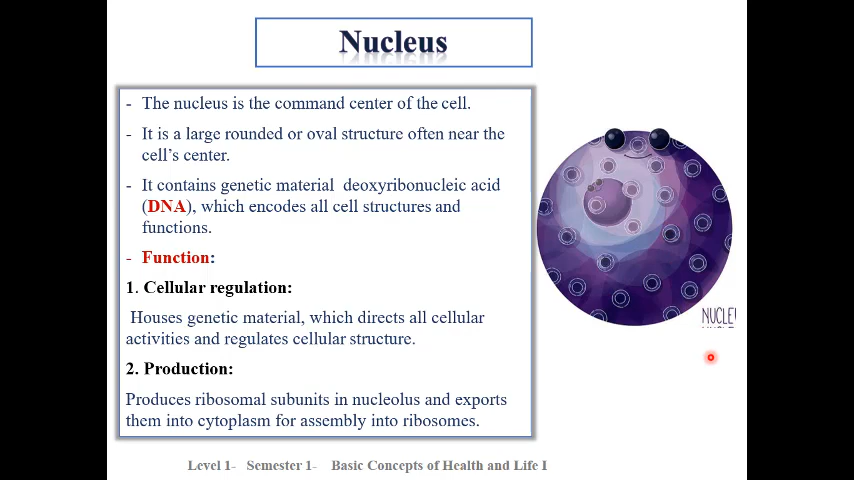 Nucleus
- The nucleus is the command center of the cell.
- It is a large rounded or oval structure often near the
cell's center.
- It contains genetic material deoxyribonucleic acid
(DNA), which encodes all cell structures and
functions.
- Function:
1. Cellular regulation:
Houses genetic material, which directs all cellular
activities and regulates cellular structure.
2. Production:
Produces ribosomal subunits in nucleolus and exports
them into cytoplasm for assembly into ribosomes.
NUCLE
Level 1- Semester 1- Basic Concepts of Health and Life I